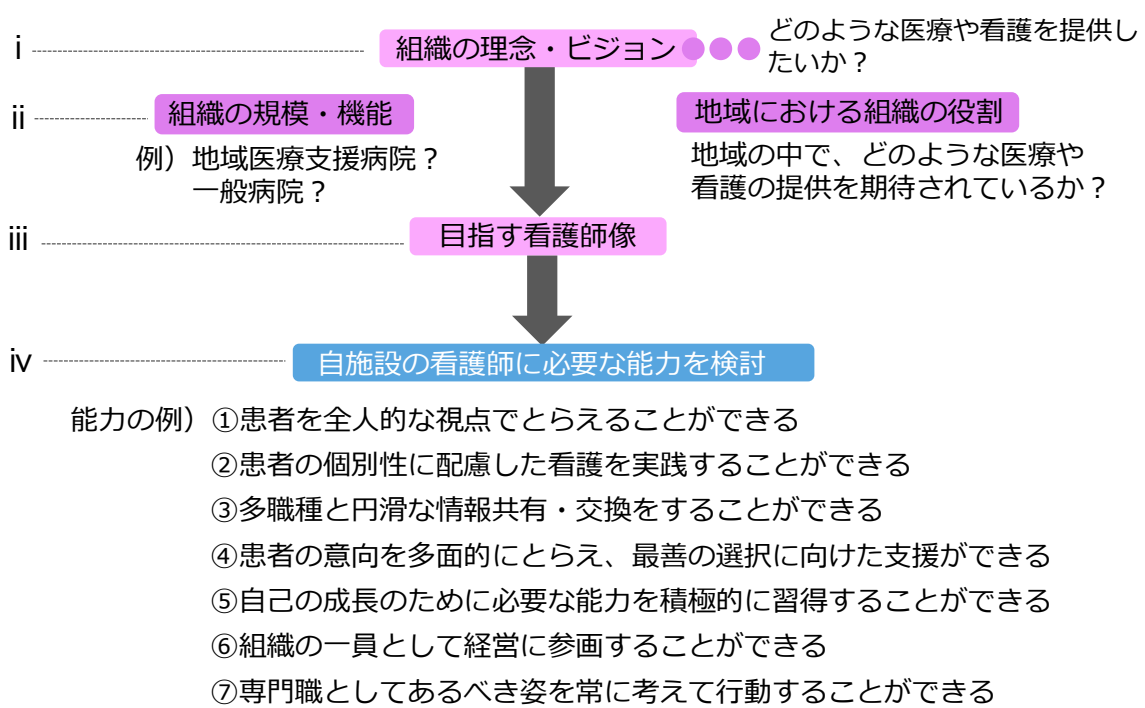 i
組織の理念・ビジョン
どのような医療や看護を提供し
たいか？
ii
組織の規模・機能
地域における組織の役割
例）地域医療支援病院？
一般病院？
地域の中で、どのような医療や
看護の提供を期待されているか？
iii
目指す看護師像
iv
自施設の看護師に必要な能力を検討
能力の例）①患者を全人的な視点でとらえることができる
②患者の個別性に配慮した看護を実践することができる
③多職種と円滑な情報共有・交換をすることができる
④患者の意向を多面的にとらえ、最善の選択に向けた支援ができる
⑤自己の成長のために必要な能力を積極的に習得することができる
⑥組織の一員として経営に参画することができる
⑦専門職としてあるべき姿を常に考えて行動することができる